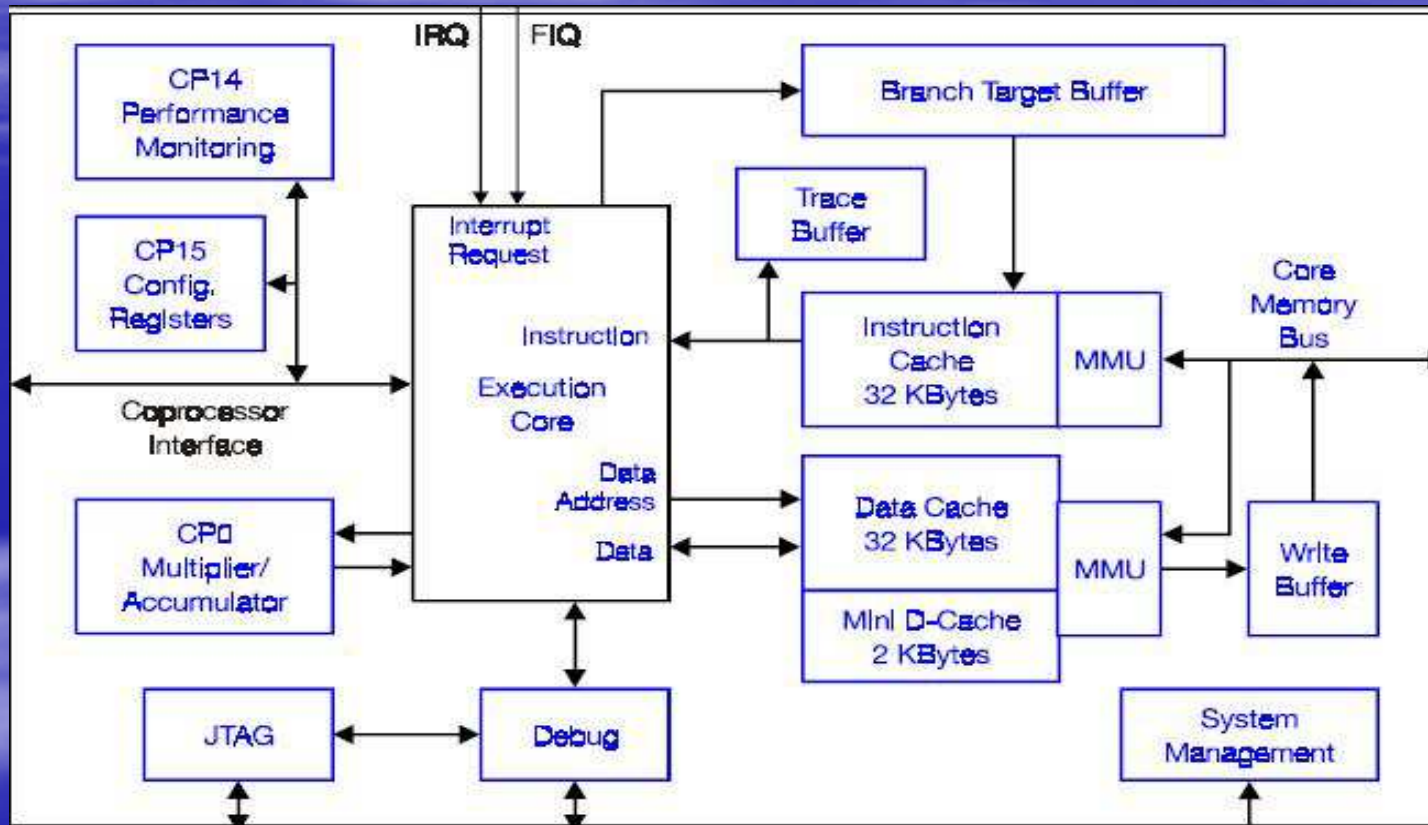 IRQ FIQ
CP14
Performance
Monitoring
Branch Target Buffer
Trace
Buffer
CP15
Config.
Registers
Interrupt
Request
Core
Memory
Bus
Instruction
Instruction
Cache
32 KBytes
MMU
Execution
Core
Coprocessor
Interface
Data
Address
Data
Data Cache
32 KBytes
MMU
Write
Buffer
CP0
Multiplier/
Accumulator
Mini D-Cache
2 KBytes
JTAG
Debug
System
Management